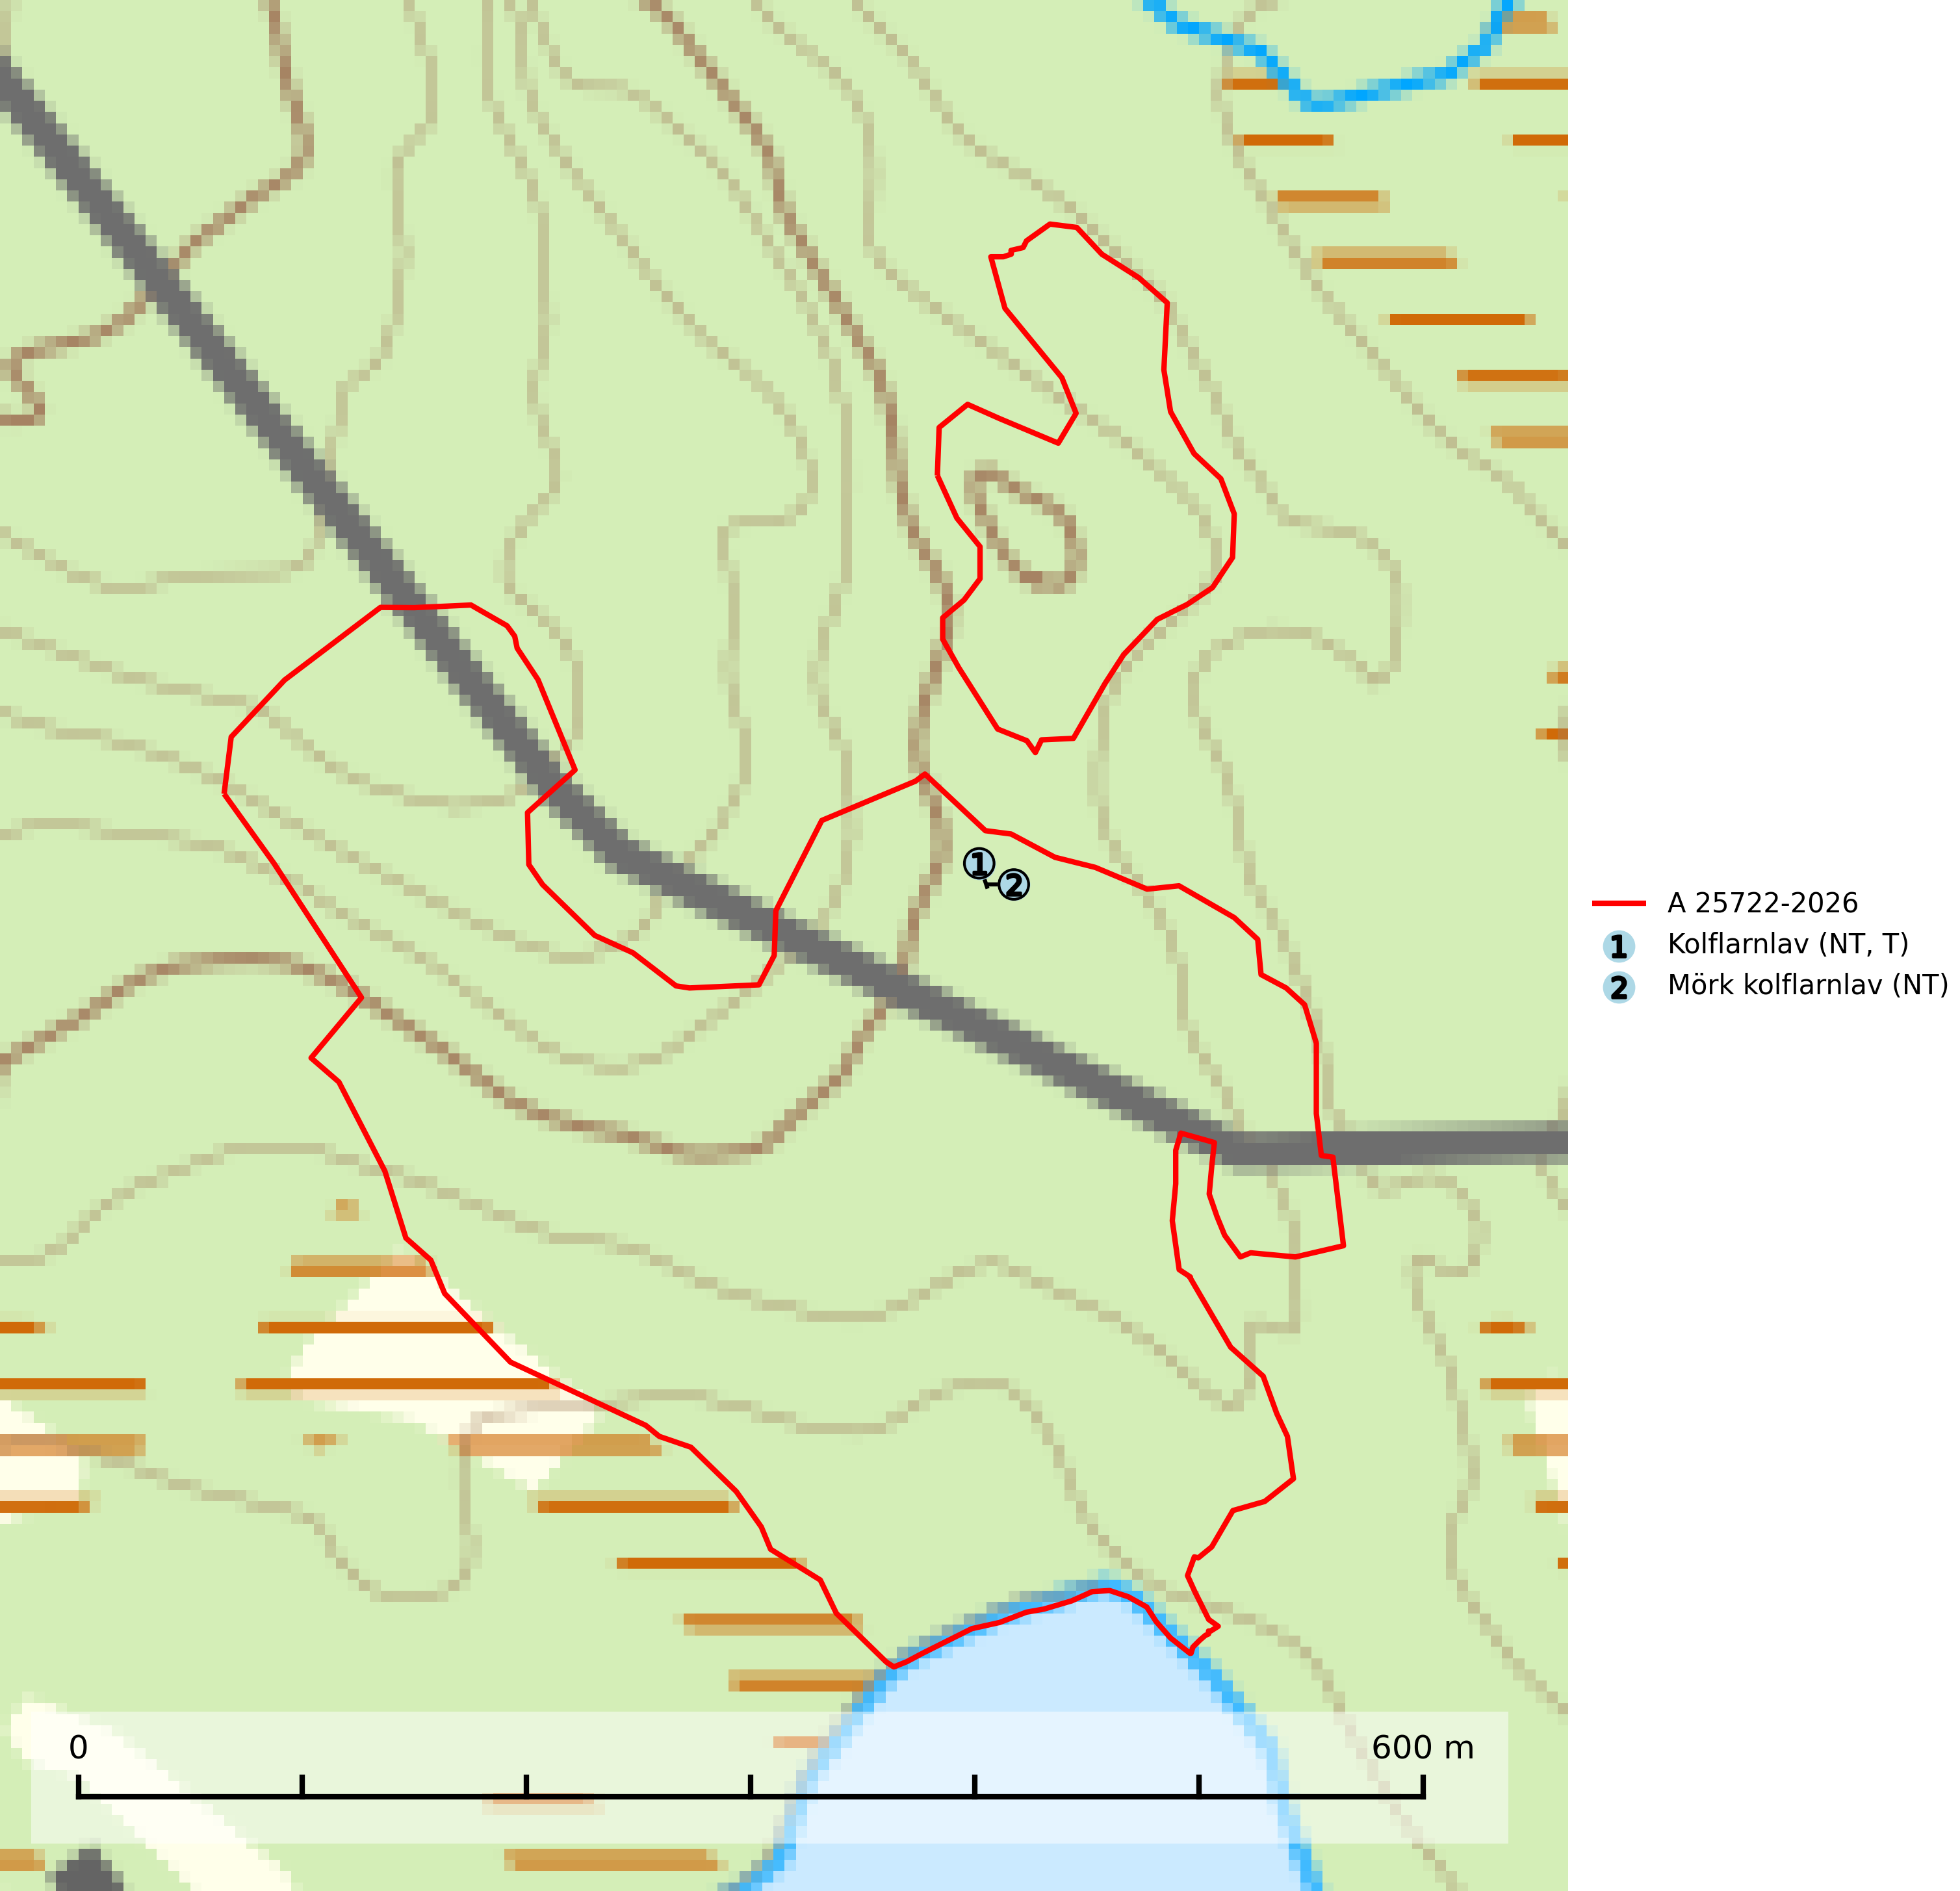 1
2
A 25722-2026
1 Kolflarnlav (NT, T)
2 Mörk kolflarnlav (NT)
0 600 m